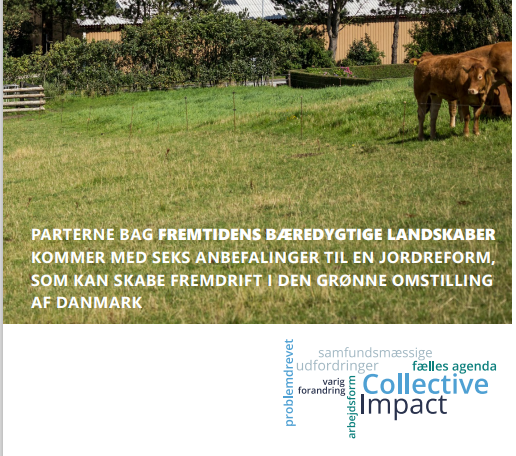 PARTERNE BAG FREMTIDENS BÆREDYGTIGE LANDSKABER
KOMMER MED SEKS ANBEFALINGER TIL EN JORDREFORM,
SOM KAN SKABE FREMDRIFT I DEN GRØNNE OMSTILLING
AF DANMARK
problemdrevet
samfundsmæssige
udfordringer
fælles agenda
varig
forandring
arbejdsform
Collective
Impact